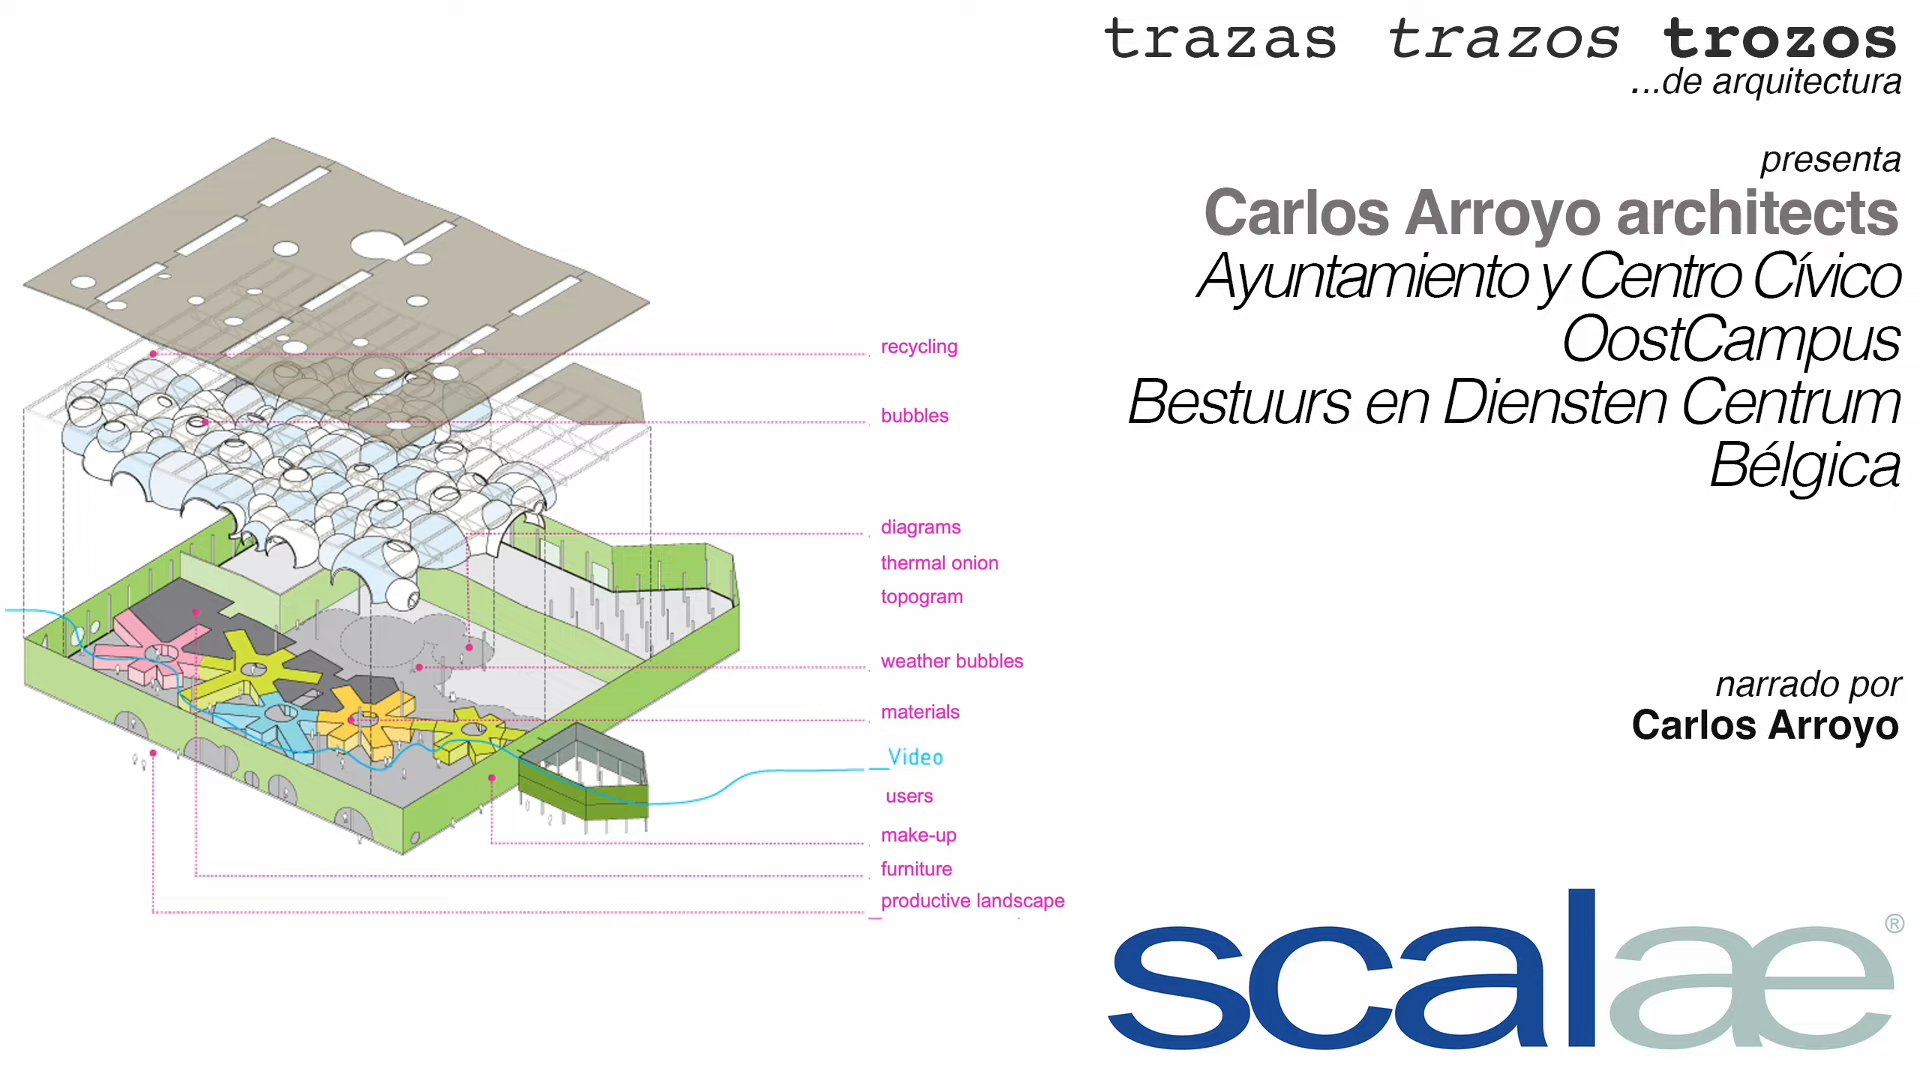 trazas trazos trozos
...de arquitectura
presenta
Carlos Arroyo architects
Ayuntamiento y Centro Cívico
OostCampus
Bestuurs en Diensten Centrum
Bélgica
recycling
bubbles
diagrams
thermal onion
topogram
weather bubbles
materials
Video
users
make-up
furniture
productive landscape
narrado por
Carlos Arroyo
scalae®